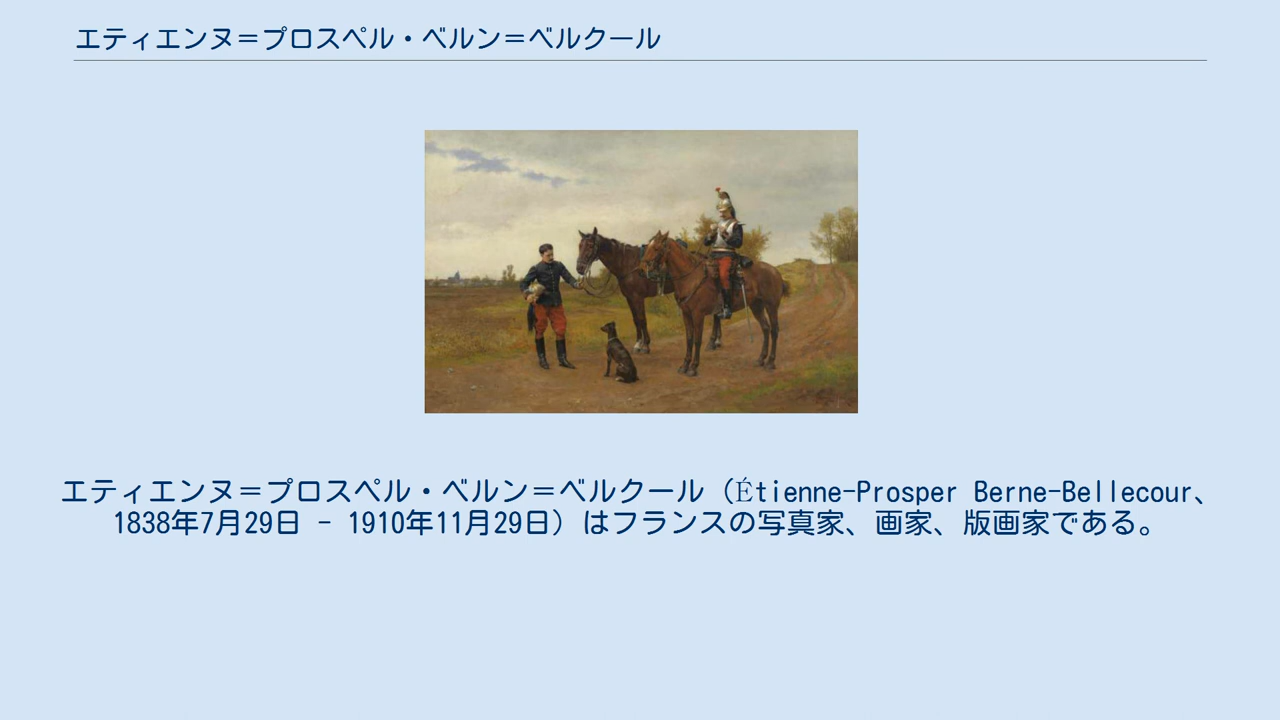 エティエンヌ＝プロスペル・ベルン＝ベルクール
エティエンヌ＝プロスペル・ベルン＝ベルクール（Étienne-Prosper Berne-Bellecour、
1838年7月29日 - 1910年11月29日）はフランスの写真家、画家、版画家である。